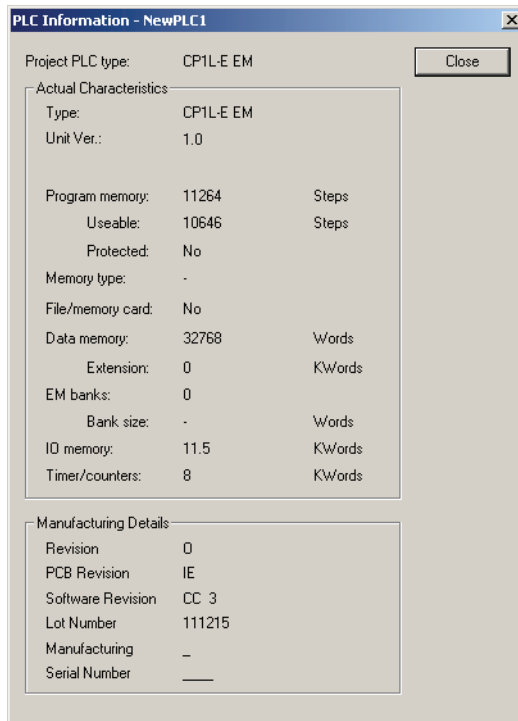 PLC Information - NewPLC1
Project PLC type: CP1L-E EM Close
Actual Characteristics
Type: CP1L-E EM
Unit Ver.: 1.0
Program memory: 11264 Steps
Useable: 10646 Steps
Protected: No
Memory type: -
File/memory card: No
Data memory: 32768 Words
Extension: 0 KWords
EM banks: 0
Bank size: - Words
IO memory: 11.5 KWords
Timer/counters: 8 KWords
Manufacturing Details
Revision O
PCB Revision IE
Software Revision CC 3
Lot Number 111215
Manufacturing _
Serial Number ____